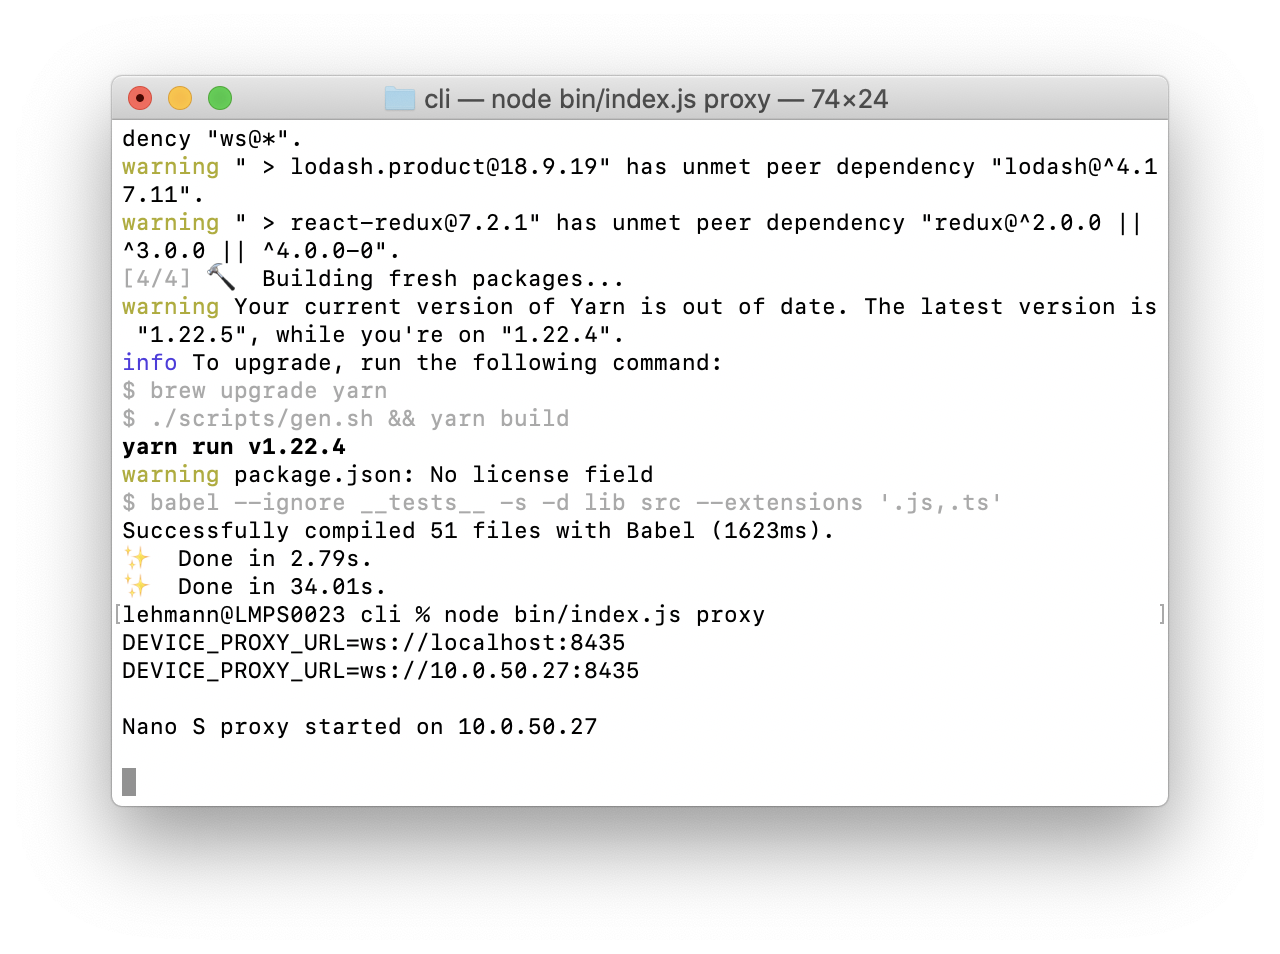 cli — node bin/index.js proxy — 74×24
dency "ws@*".
warning " > lodash.product@18.9.19" has unmet peer dependency "lodash@^4.1
7.11".
warning " > react-redux@7.2.1" has unmet peer dependency "redux@^2.0.0 ||
^3.0.0 || ^4.0.0-0".
[4/4] 🔨  Building fresh packages...
warning Your current version of Yarn is out of date. The latest version is
 "1.22.5", while you're on "1.22.4".
info To upgrade, run the following command:
$ brew upgrade yarn
$ ./scripts/gen.sh && yarn build
yarn run v1.22.4
warning package.json: No license field
$ babel --ignore __tests__ -s -d lib src --extensions '.js,.ts'
Successfully compiled 51 files with Babel (1623ms).
✨  Done in 2.79s.
✨  Done in 34.01s.
[lehmann@LMPS0023 cli % node bin/index.js proxy ]
DEVICE_PROXY_URL=ws://localhost:8435
DEVICE_PROXY_URL=ws://10.0.50.27:8435
Nano S proxy started on 10.0.50.27